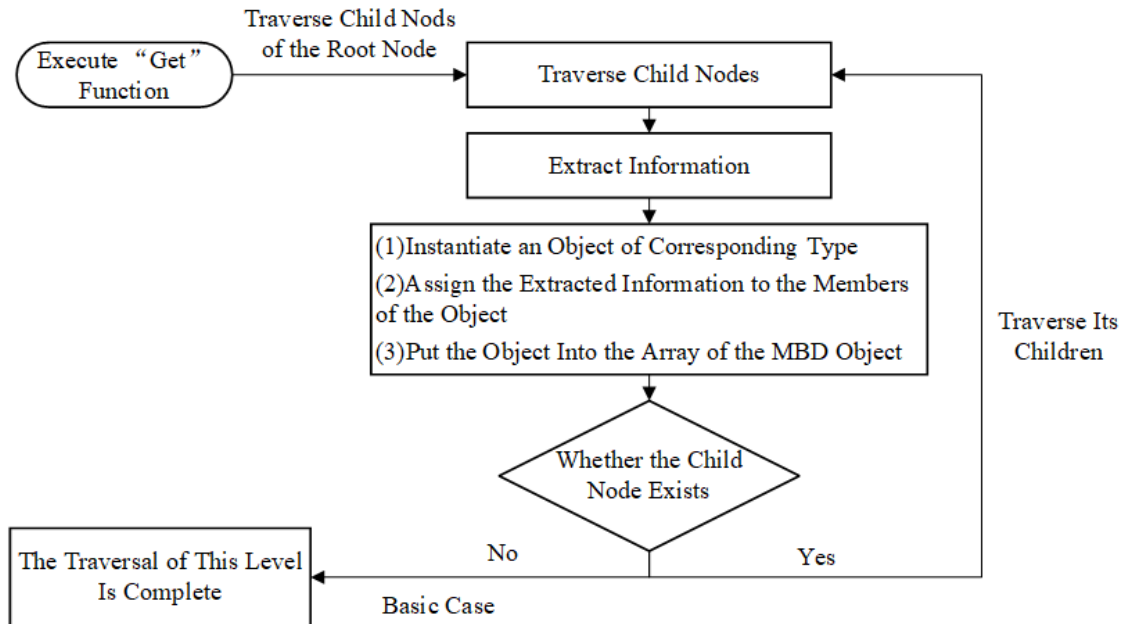 Traverse Child Nods
of the Root Node
Execute “Get”
Function
Traverse Child Nodes
Extract Information
(1)Instantiate an Object of Corresponding Type
(2)Assign the Extracted Information to the Members
of the Object
(3)Put the Object Into the Array of the MBD Object
Traverse Its
Children
Whether the Child
Node Exists
No
Yes
The Traversal of This Level
Is Complete
Basic Case